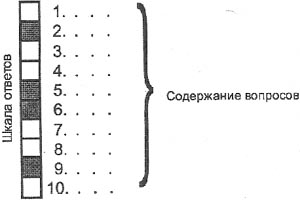 Шкала ответов
1. . . . .
2. . . . .
3. . . . .
4. . . . .
5. . . . .
6. . . . .
7. . . . .
8. . . . .
9. . . . .
10. . . . .
Содержание вопросов